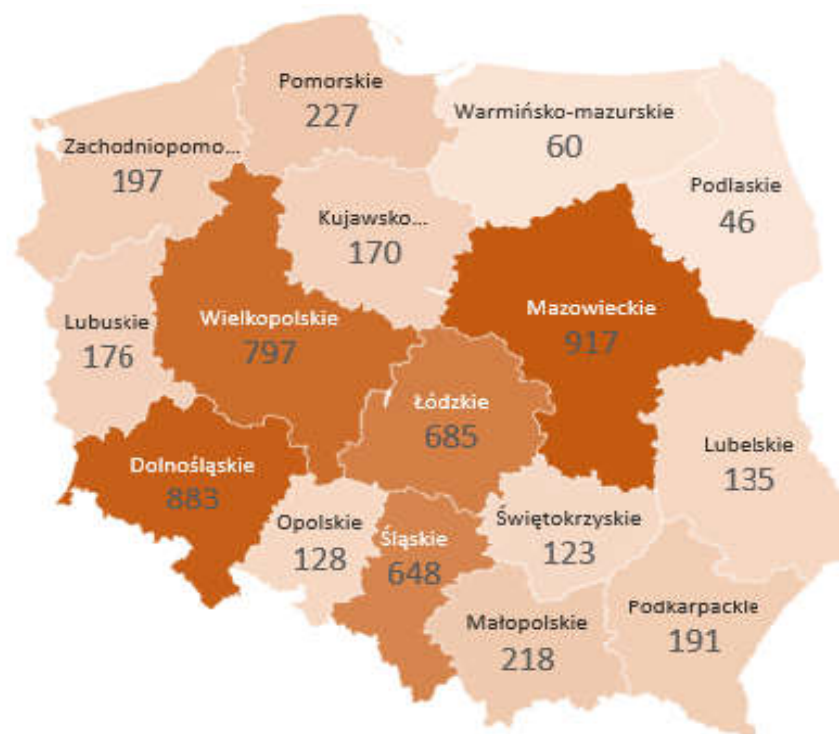 Pomorskie
227
Warmińsko-mazurskie
60
Zachodniopomo...
197
Podlaskie
46
Kujawsko...
170
Mazowieckie
917
Wielkopolskie
797
Lubuskie
176
Łódzkie
685
Lubelskie
135
Dolnośląskie
883
Opolskie
128
Śląskie
648
Świętokrzyskie
123
Podkarpackie
191
Małopolskie
218